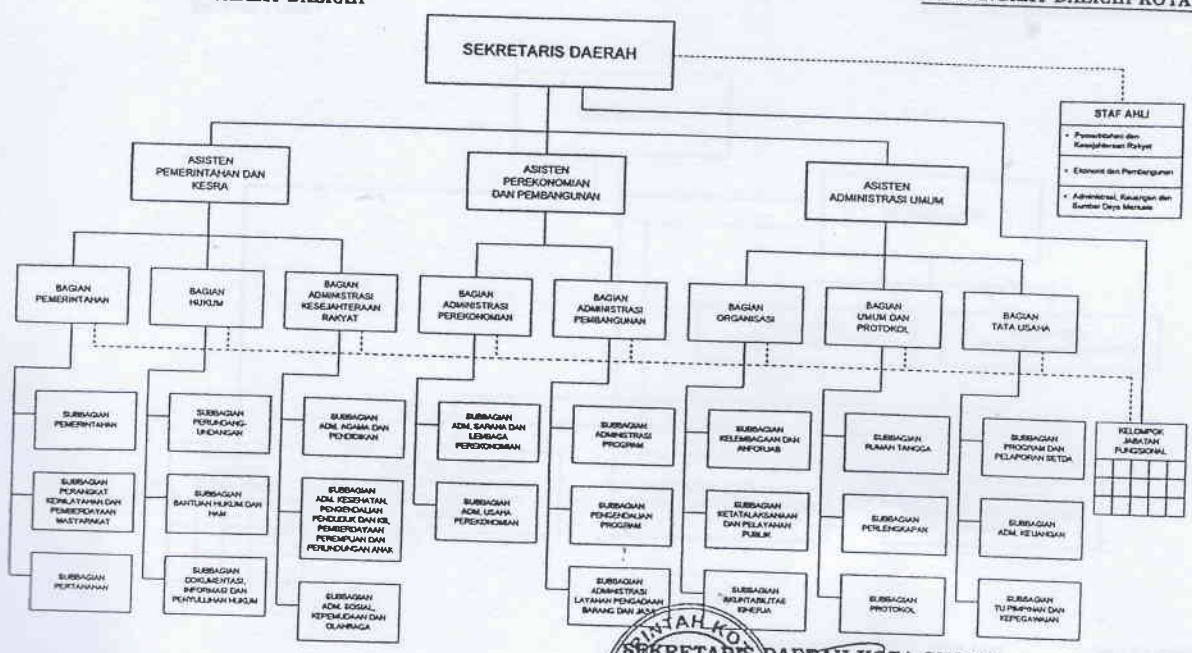 SEKRETARIS DAERAH
STAF AHLI
• Pemerintahan dan
Kesejahteraan Rakyat
• Ekonomi dan Pembangunan
• Administrasi, Keuangan dan
Sumber Daya Manusia
ASISTEN
PEMERINTAHAN DAN
KESRA
ASISTEN
PEREKONOMIAN
DAN PEMBANGUNAN
ASISTEN
ADMINISTRASI UMUM
BAGIAN
PEMERINTAHAN
BAGIAN
HUKUM
BAGIAN
ADMINISTRASI
KESEJAHTERAAN
RAKYAT
BAGIAN
ADMINISTRASI
PEREKONOMIAN
BAGIAN
ADMINISTRASI
PEMBANGUNAN
BAGIAN
ORGANISASI
BAGIAN
UMUM DAN
PROTOKOL
BAGIAN
TATA USAHA
SUBBAGIAN
PEMERINTAHAN
SUBBAGIAN
PERUNDANG-
UNDANGAN
SUBBAGIAN
ADM. AGAMA DAN
PENDIDIKAN
SUBBAGIAN
ADM. SARANA DAN
LEMBAGA
PEREKONOMIAN
SUBBAGIAN
ADMINISTRASI
PROGRAM
SUBBAGIAN
KELEMBAGAAN DAN
ANFORJAB
SUBBAGIAN
RUMAH TANGGA
SUBBAGIAN
PROGRAM DAN
PELAPORAN SETDA
KELOMPOK
JABATAN
FUNGSIONAL
SUBBAGIAN
PERANGKAT
KEWILAYAHAN DAN
PEMBERDAYAAN
MASYARAKAT
SUBBAGIAN
BANTUAN HUKUM DAN
HAM
SUBBAGIAN
ADM. KESEHATAN,
PENGENDALIAN
PENDUDUK DAN KB,
PEMBERDAYAAN
PEREMPUAN DAN
PERLINDUNGAN ANAK
SUBBAGIAN
ADM. USAHA
PEREKONOMIAN
SUBBAGIAN
PENGENDALIAN
PROGRAM
SUBBAGIAN
KETATALAKSANAAN
DAN PELAYANAN
PUBLIK
SUBBAGIAN
PERLENGKAPAN
SUBBAGIAN
ADM. KEUANGAN
SUBBAGIAN
PERTANAHAN
SUBBAGIAN
DOKUMENTASI,
INFORMASI DAN
PENYULUHAN HUKUM
SUBBAGIAN
ADM. SOSIAL,
KEPEMUDAAN DAN
OLAHRAGA
SUBBAGIAN
ADMINISTRASI
LAYANAN PENGADAAN
BARANG DAN JASA
SUBBAGIAN
AKUNTABILITAS
KINERJA
SUBBAGIAN
PROTOKOL
SUBBAGIAN
TU PIMPINAN DAN
KEPEGAWAIAN
SEKRETARIS DAERAH KOTA